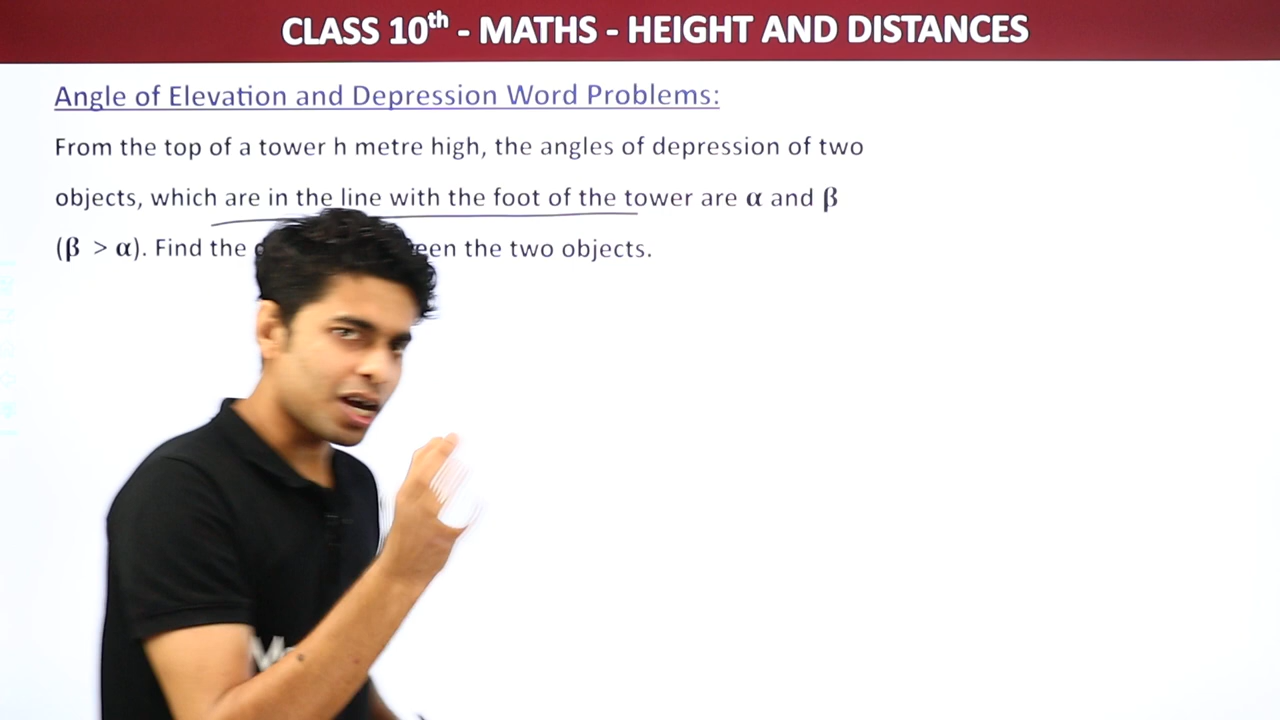 CLASS 10th - MATHS - HEIGHT AND DISTANCES
Angle of Elevation and Depression Word Problems:
From the top of a tower h metre high, the angles of depression of two
objects, which are in the line with the foot of the tower are α and β
(β > α). Find the een the two objects.